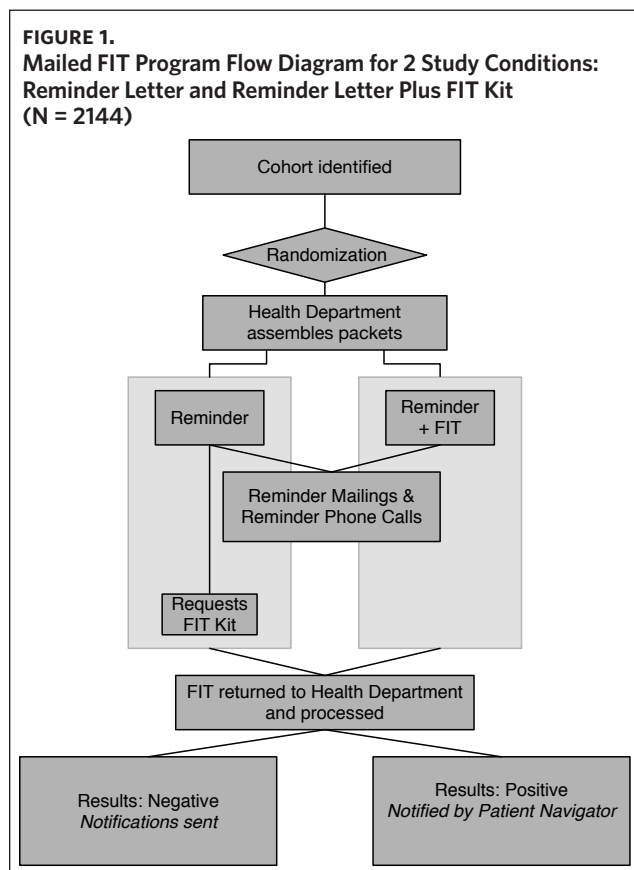 FIGURE 1.
Mailed FIT Program Flow Diagram for 2 Study Conditions:
Reminder Letter and Reminder Letter Plus FIT Kit
(N = 2144)
Cohort identified
Randomization
Health Department
assembles packets
Reminder
Reminder
+ FIT
Reminder Mailings &
Reminder Phone Calls
Requests
FIT Kit
FIT returned to Health Department
and processed
Results: Negative
Notifications sent
Results: Positive
Notified by Patient Navigator